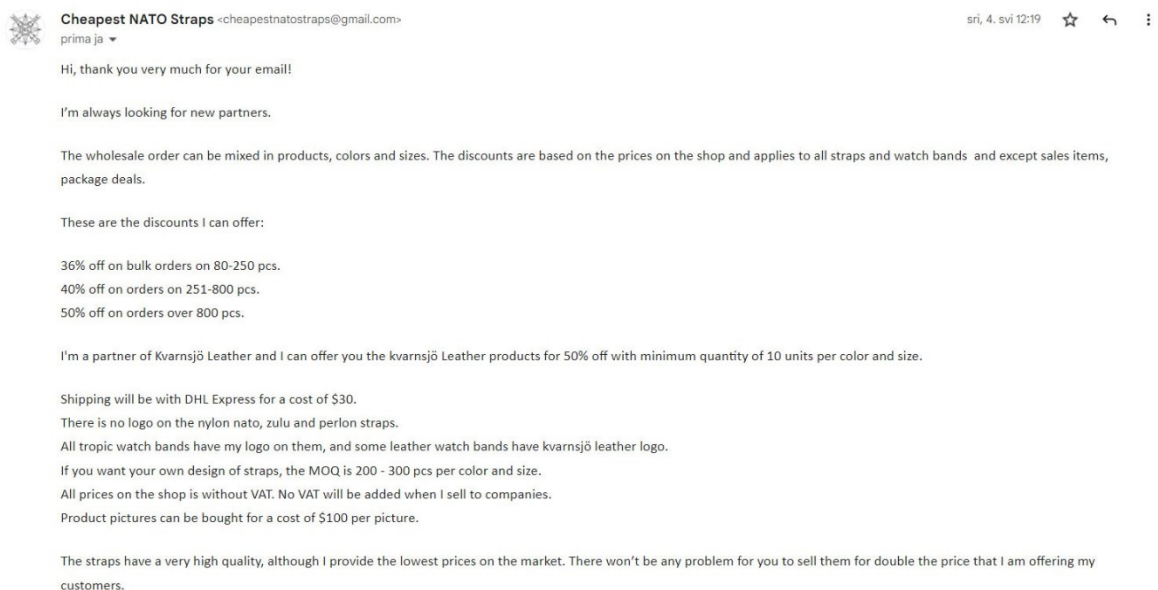 Cheapest NATO Straps <cheapestnatostraps@gmail.com>
sri, 4. svi 12:19
prima ja
Hi, thank you very much for your email!
I'm always looking for new partners.
The wholesale order can be mixed in products, colors and sizes. The discounts are based on the prices on the shop and applies to all straps and watch bands and except sales items,
package deals.
These are the discounts I can offer:
36% off on bulk orders on 80-250 pcs.
40% off on orders on 251-800 pcs.
50% off on orders over 800 pcs.
I'm a partner of Kvarnsjö Leather and I can offer you the kvarnsjö Leather products for 50% off with minimum quantity of 10 units per color and size.
Shipping will be with DHL Express for a cost of $30.
There is no logo on the nylon nato, zulu and perlon straps.
All tropic watch bands have my logo on them, and some leather watch bands have kvarnsjö leather logo.
If you want your own design of straps, the MOQ is 200 - 300 pcs per color and size.
All prices on the shop is without VAT. No VAT will be added when I sell to companies.
Product pictures can be bought for a cost of $100 per picture.
The straps have a very high quality, although I provide the lowest prices on the market. There won't be any problem for you to sell them for double the price that I am offering my
customers.